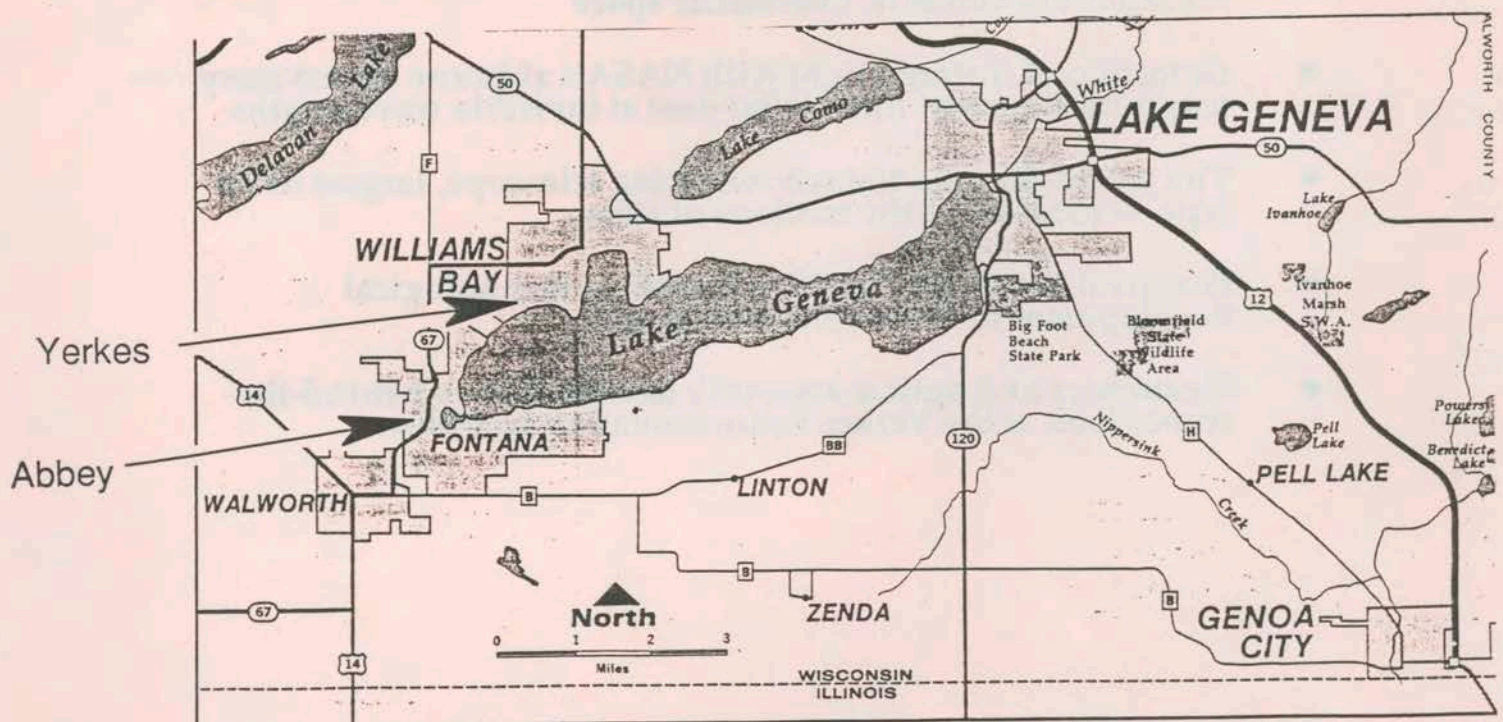 Delavan
Lake
50
F
Lake Como
White
LAKE GENEVA
50
WALWORTH COUNTY
Lake
Ivanhoe
WILLIAMS
BAY
Lake Geneva
Yerkes
67
14
Abbey
FONTANA
WALWORTH
Big Foot
Beach
State Park
Bloomfield
State
Wildlife
Area
12
Ivanhoe
Marsh
S.W.A.
Powers
Lake
Benedict
Lake
Pell
Lake
PELL LAKE
H
Nippersink
Creek
BB
120
LINTON
B
B
ZENDA
B
GENOA
CITY
67
14
North
0 1 2 3
Miles
WISCONSIN
ILLINOIS